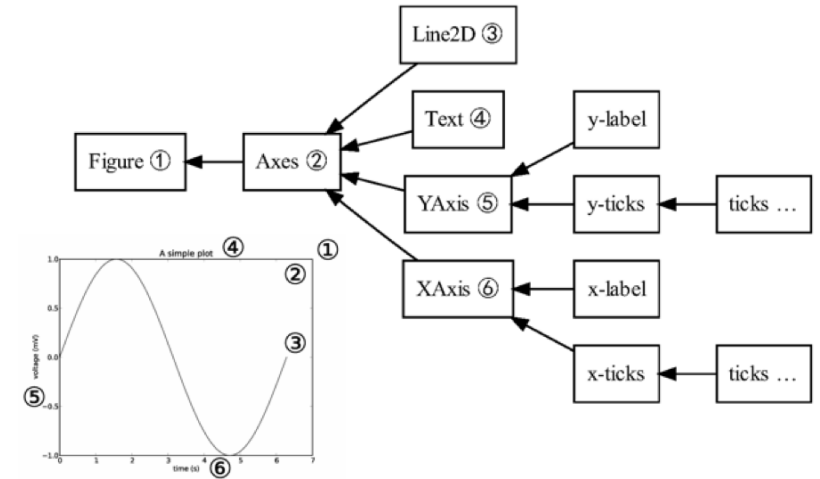 Line2D ③
Text ④
y-label
Figure ①
Axes ②
YAxis ⑤
y-ticks
ticks …
XAxis ⑥
x-label
x-ticks
ticks …
A simple plot
④
①
②
③
⑤
⑥
voltage (mV)
1.0
0.5
0.0
−0.5
−1.0
0 1 2 3 4 5 6 7
time (s)